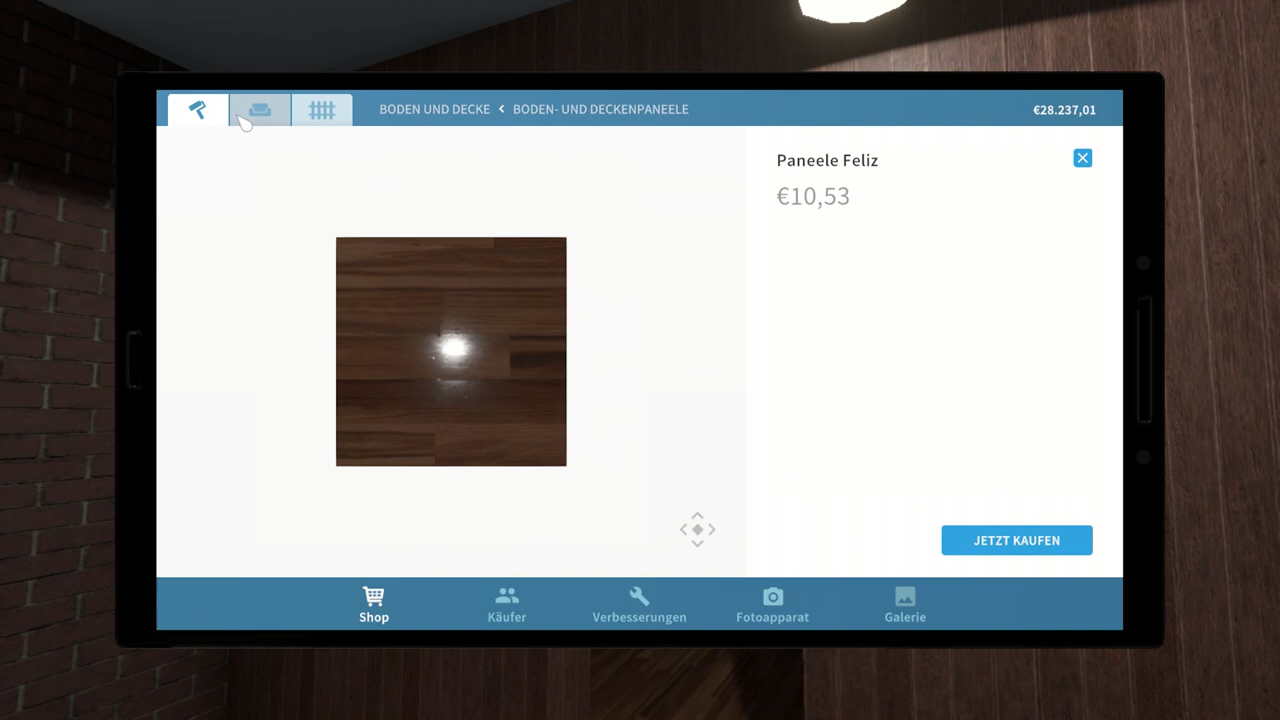 BODEN UND DECKE < BODEN- UND DECKENPANEELE
€28.237,01
Paneele Feliz
€10,53
JETZT KAUFEN
Shop
Käufer
Verbesserungen
Fotoapparat
Galerie